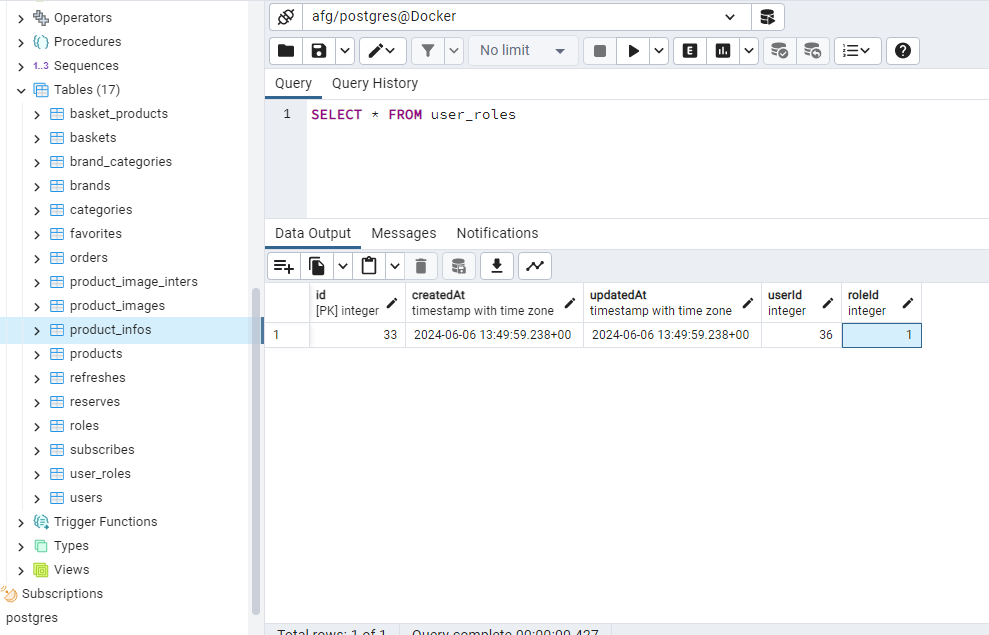 Operators
Procedures
1..3 Sequences
Tables (17)
basket_products
baskets
brand_categories
brands
categories
favorites
orders
product_image_inters
product_images
product_infos
products
refreshes
reserves
roles
subscribes
user_roles
users
Trigger Functions
Types
Views
Subscriptions
postgres
afg/postgres@Docker
No limit
E
Query Query History
1 SELECT * FROM user_roles
Data Output Messages Notifications
id createdAt updatedAt userId roleId
[PK] integer timestamp with time zone timestamp with time zone integer integer
1 33 2024-06-06 13:49:59.238+00 2024-06-06 13:49:59.238+00 36 1
Total rows: 1 of 1 Query complete 00:00:00.427